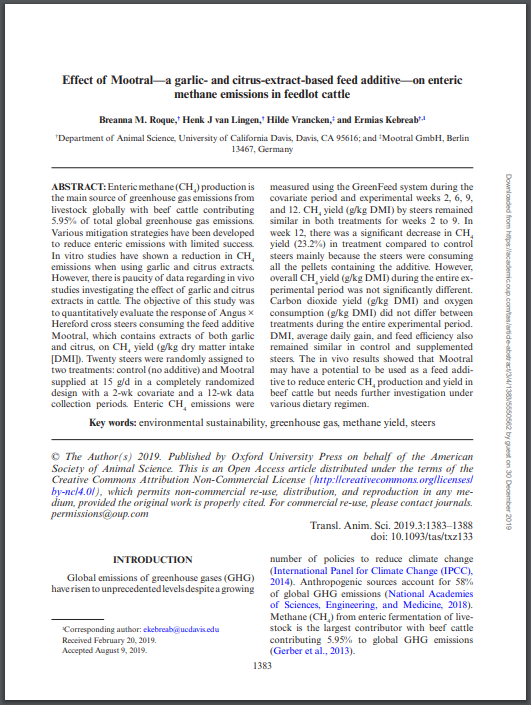 Effect of Mootral—a garlic- and citrus-extract-based feed additive—on enteric
methane emissions in feedlot cattle
Breanna M. Roque,† Henk J van Lingen,† Hilde Vrancken,‡ and Ermias Kebreab†,1
†Department of Animal Science, University of California Davis, Davis, CA 95616; and ‡Mootral GmbH, Berlin
13467, Germany
ABSTRACT: Enteric methane (CH4) production is
the main source of greenhouse gas emissions from
livestock globally with beef cattle contributing
5.95% of total global greenhouse gas emissions.
Various mitigation strategies have been developed
to reduce enteric emissions with limited success.
In vitro studies have shown a reduction in CH4
emissions when using garlic and citrus extracts.
However, there is paucity of data regarding in vivo
studies investigating the effect of garlic and citrus
extracts in cattle. The objective of this study was
to quantitatively evaluate the response of Angus ×
Hereford cross steers consuming the feed additive
Mootral, which contains extracts of both garlic
and citrus, on CH4 yield (g/kg dry matter intake
[DMI]). Twenty steers were randomly assigned to
two treatments: control (no additive) and Mootral
supplied at 15 g/d in a completely randomized
design with a 2-wk covariate and a 12-wk data
collection periods. Enteric CH4 emissions were
measured using the GreenFeed system during the
covariate period and experimental weeks 2, 6, 9,
and 12. CH4 yield (g/kg DMI) by steers remained
similar in both treatments for weeks 2 to 9. In
week 12, there was a significant decrease in CH4
yield (23.2%) in treatment compared to control
steers mainly because the steers were consuming
all the pellets containing the additive. However,
overall CH4 yield (g/kg DMI) during the entire ex-
perimental period was not significantly different.
Carbon dioxide yield (g/kg DMI) and oxygen
consumption (g/kg DMI) did not differ between
treatments during the entire experimental period.
DMI, average daily gain, and feed efficiency also
remained similar in control and supplemented
steers. The in vivo results showed that Mootral
may have a potential to be used as a feed addi-
tive to reduce enteric CH4 production and yield in
beef cattle but needs further investigation under
various dietary regimen.
Key words: environmental sustainability, greenhouse gas, methane yield, steers
© The Author(s) 2019. Published by Oxford University Press on behalf of the American
Society of Animal Science. This is an Open Access article distributed under the terms of the
Creative Commons Attribution Non-Commercial License (http://creativecommons.org/licenses/
by-nc/4.0/), which permits non-commercial re-use, distribution, and reproduction in any me-
dium, provided the original work is properly cited. For commercial re-use, please contact journals.
permissions@oup.com
Transl. Anim. Sci. 2019.3:1383–1388
doi: 10.1093/tas/txz133
INTRODUCTION
Global emissions of greenhouse gases (GHG)
have risen to unprecedented levels despite a growing
1Corresponding author: ekebreab@ucdavis.edu
Received February 20, 2019.
Accepted August 9, 2019.
number of policies to reduce climate change
(International Panel for Climate Change (IPCC),
2014). Anthropogenic sources account for 58%
of global GHG emissions (National Academies
of Sciences, Engineering, and Medicine, 2018).
Methane (CH4) from enteric fermentation of live-
stock is the largest contributor with beef cattle
contributing 5.95% to global GHG emissions
(Gerber et al., 2013).
1383
Downloaded from https://academic.oup.com/tas/article-abstract/3/4/1383/5550562 by guest on 30 December 2019